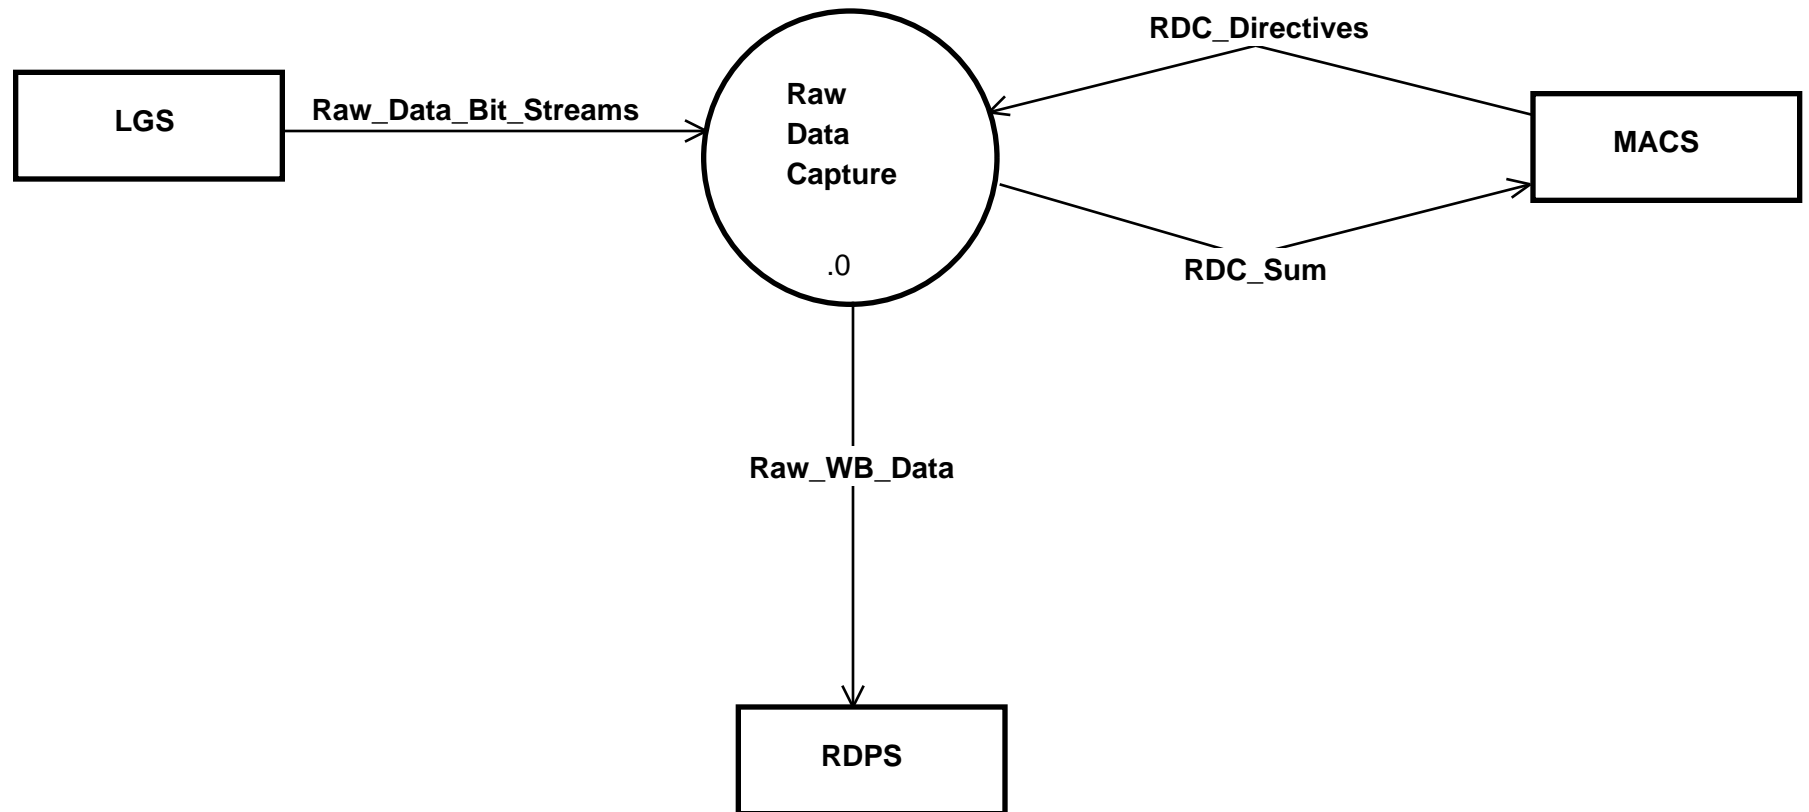 RDC_Directives
LGS
Raw_Data_Bit_Streams
Raw
Data
Capture
MACS
.0
RDC_Sum
Raw_WB_Data
RDPS